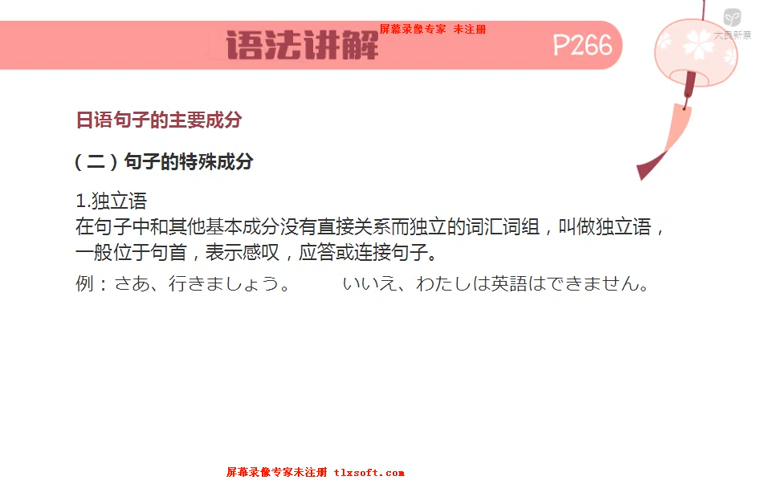 屏幕录像专家 未注册
语法讲解
P266
大良新景
日语句子的主要成分
（二）句子的特殊成分
1.独立语
在句子中和其他基本成分没有直接关系而独立的词汇词组，叫做独立语，
一般位于句首，表示感叹，应答或连接句子。
例：さあ、行きましょう。 いいえ、わたしは英語はできません。
屏幕录像专家未注册 tlxsoft.com